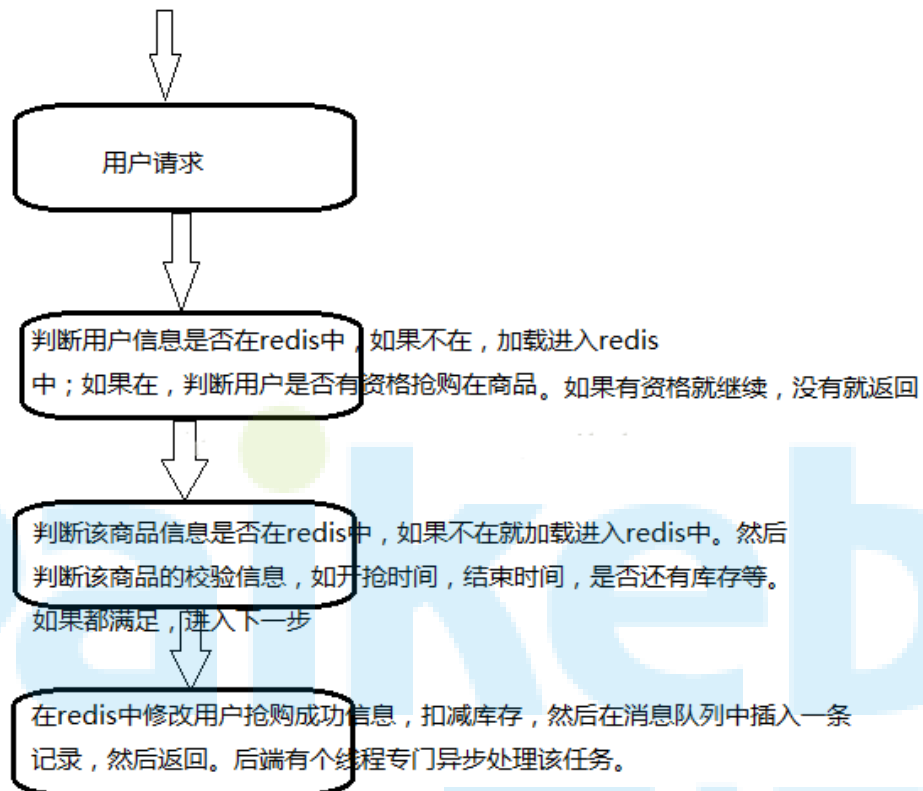 用户请求
判断用户信息是否在redis中，如果不在，加载进入redis
中；如果在，判断用户是否有资格抢购在商品。如果有资格就继续，没有就返回
判断该商品信息是否在redis中，如果不在就加载进入redis中。然后
判断该商品的校验信息，如开抢时间，结束时间，是否还有库存等。
如果都满足，进入下一步
在redis中修改用户抢购成功信息，扣减库存，然后在消息队列中插入一条
记录，然后返回。后端有个线程专门异步处理该任务。
aikeb